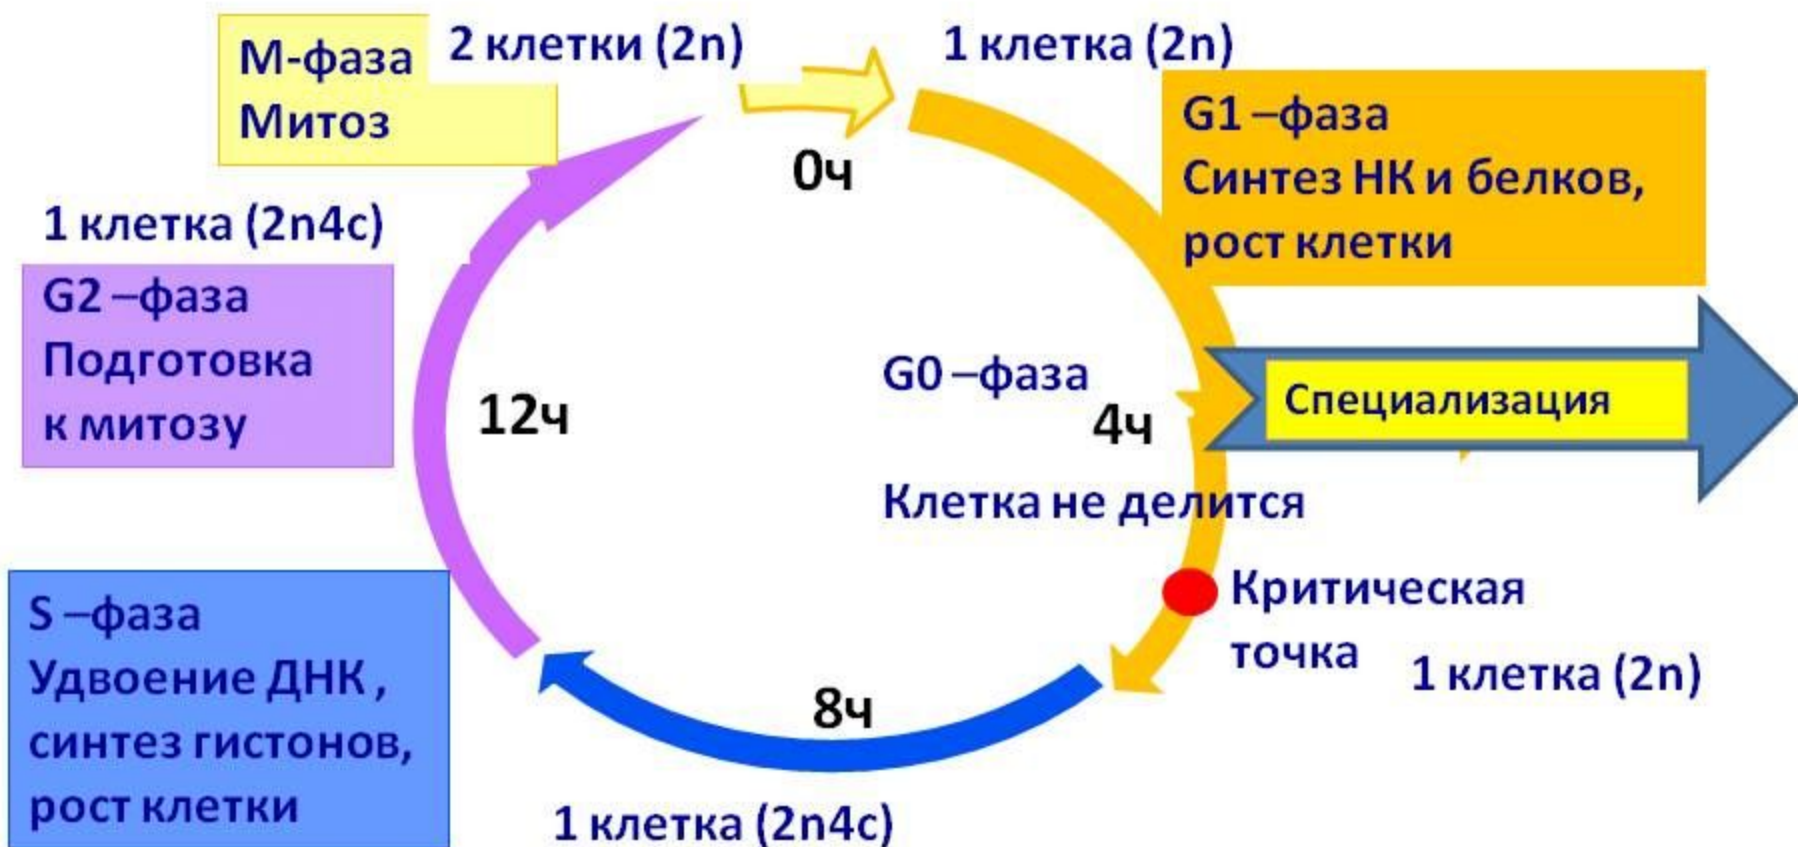 М-фаза
Митоз
2 клетки (2n)
1 клетка (2n)
G1 –фаза
Синтез НК и белков,
рост клетки
0ч
1 клетка (2n4c)
G2 –фаза
Подготовка
к митозу
12ч
G0 –фаза
4ч
Специализация
Клетка не делится
Критическая
точка
1 клетка (2n)
S –фаза
Удвоение ДНК ,
синтез гистонов,
рост клетки
8ч
1 клетка (2n4c)